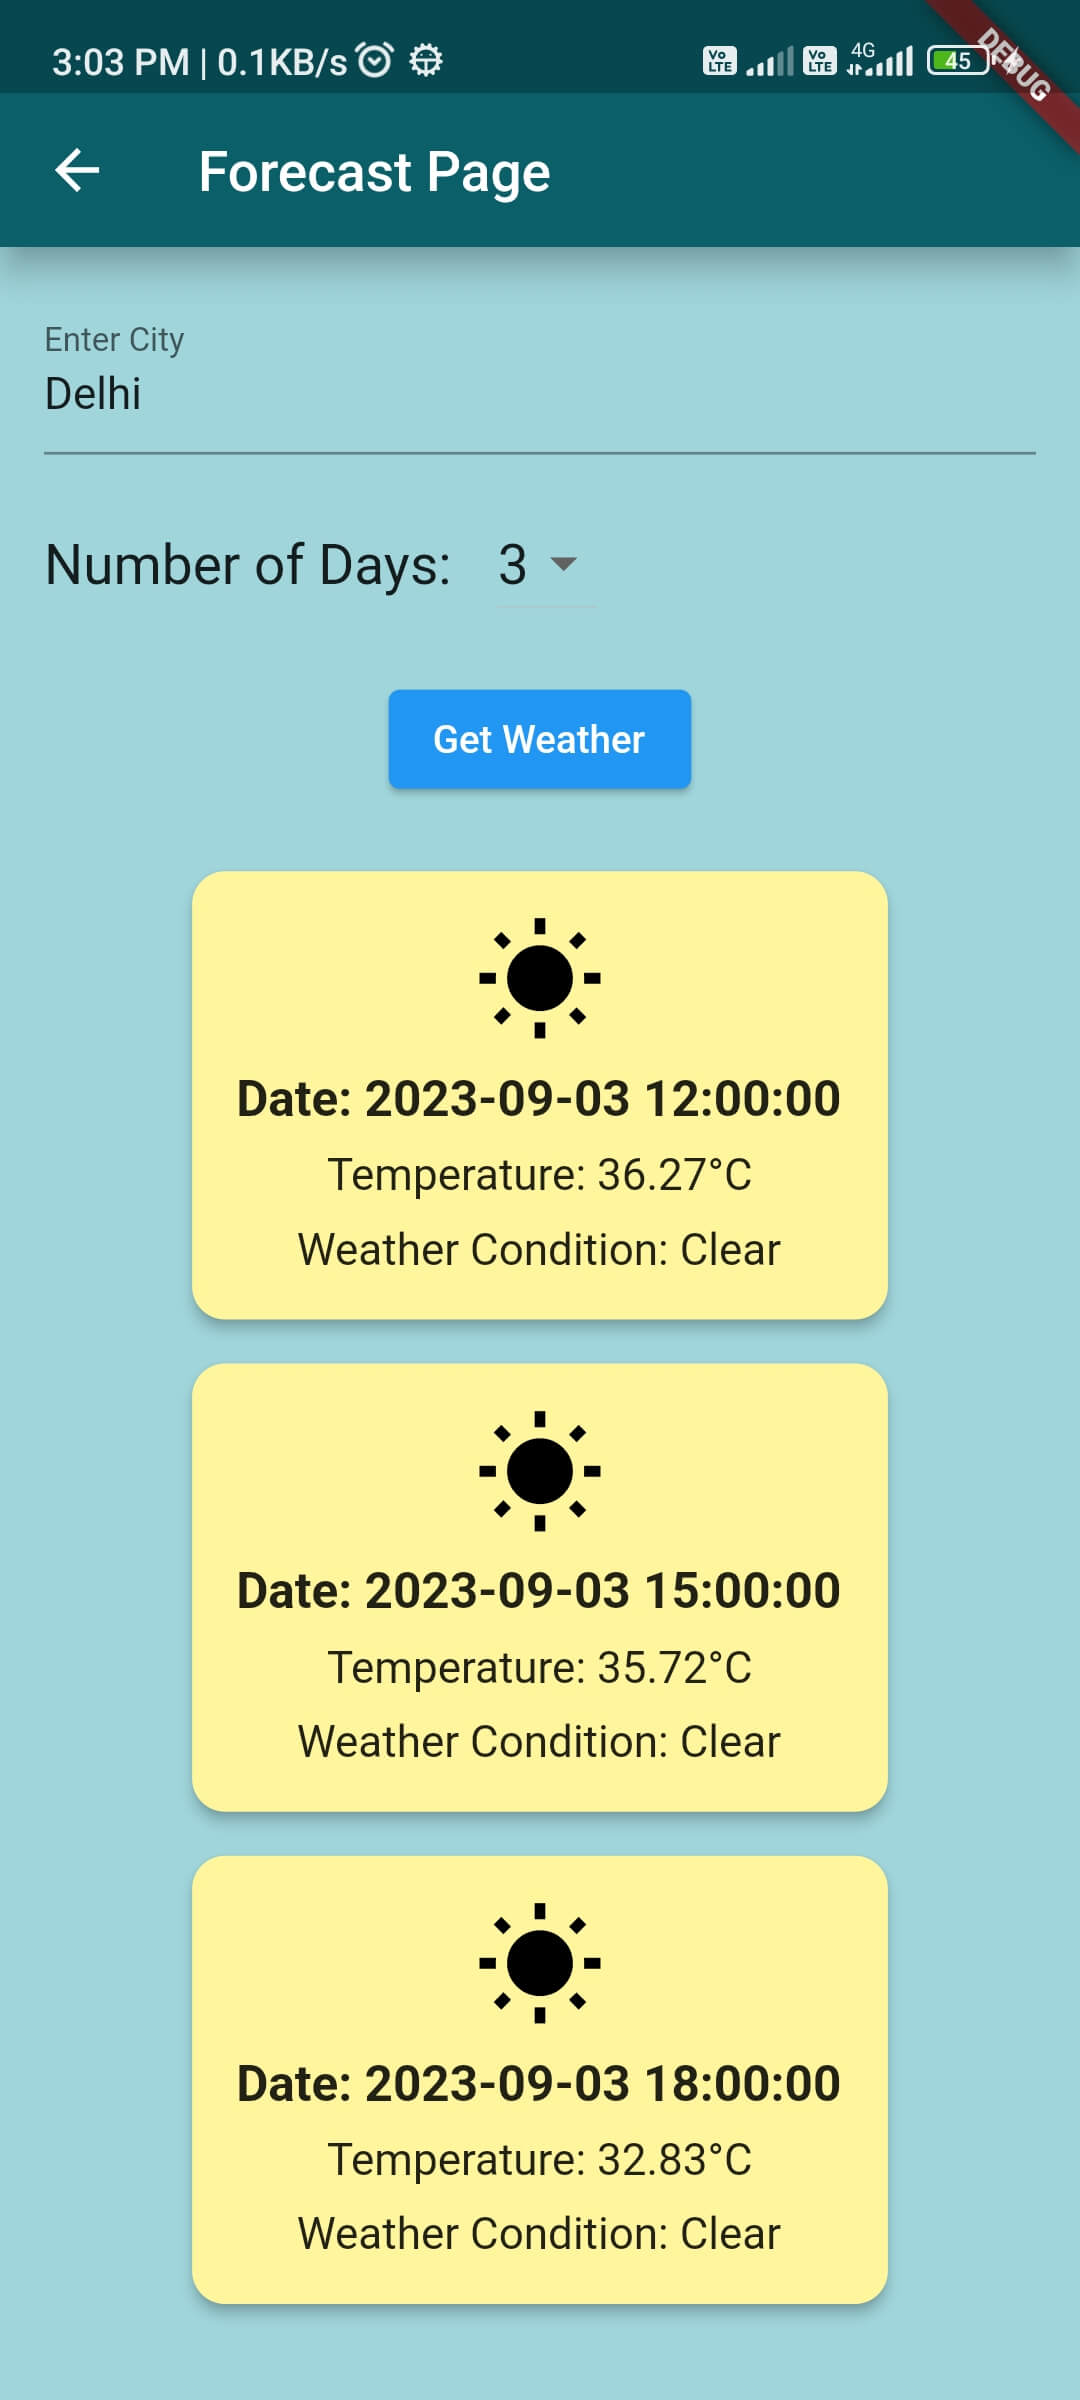 3:03 PM | 0.1KB/s
Vo LTE
Vo LTE
4G
45
DEBUG
Forecast Page
Enter City
Delhi
Number of Days: 3
Get Weather
Date: 2023-09-03 12:00:00
Temperature: 36.27°C
Weather Condition: Clear
Date: 2023-09-03 15:00:00
Temperature: 35.72°C
Weather Condition: Clear
Date: 2023-09-03 18:00:00
Temperature: 32.83°C
Weather Condition: Clear